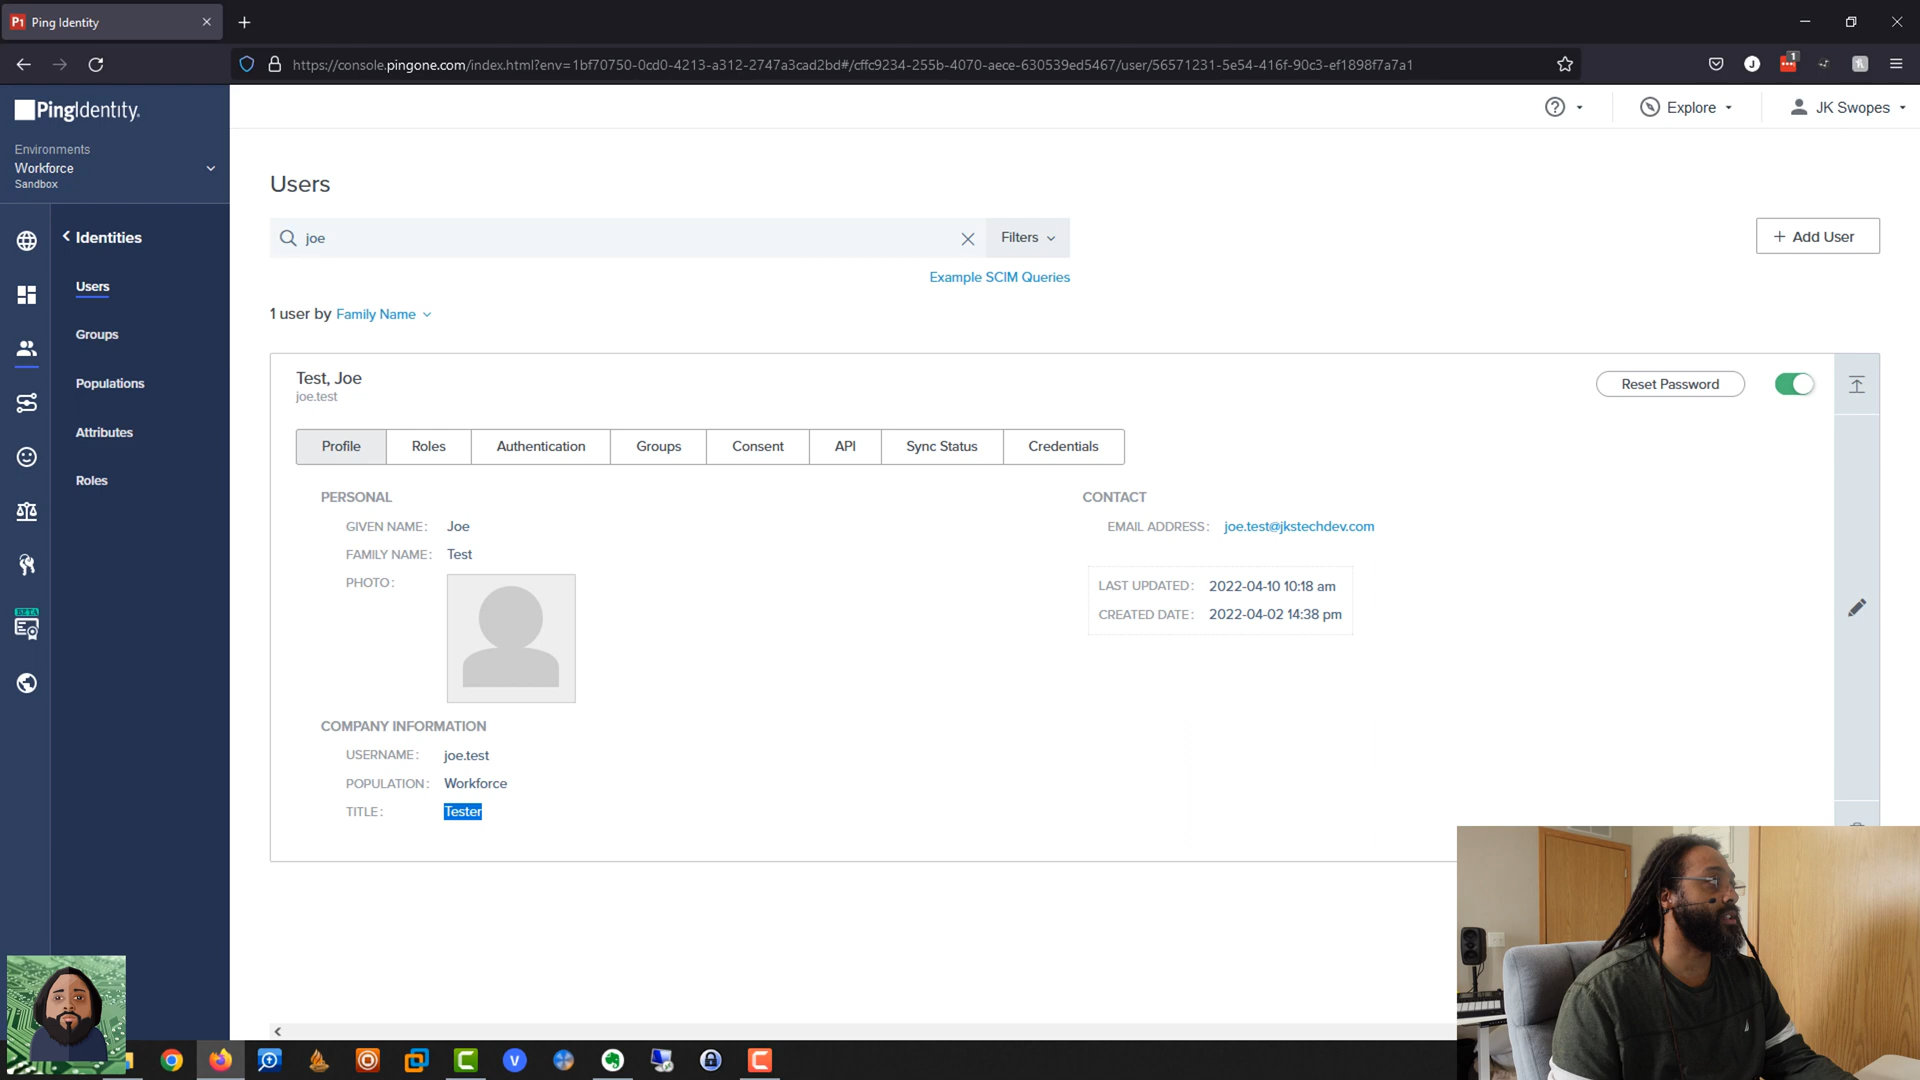 P1 Ping Identity
https://console.pingone.com/index.html?env=1bf70750-0cd0-4213-a312-2747a3cad2bd#/cffc9234-255b-4070-aece-630539ed5467/user/56571231-5e54-416f-90c3-ef1898f7a7a1
J
1
PingIdentity.
Explore
JK Swopes
Environments
Workforce
Sandbox
Identities
Users
Groups
Populations
Attributes
Roles
BETA
Users
joe
Filters
+ Add User
Example SCIM Queries
1 user by Family Name
Test, Joe
joe.test
Reset Password
Profile
Roles
Authentication
Groups
Consent
API
Sync Status
Credentials
PERSONAL
GIVEN NAME: Joe
FAMILY NAME: Test
PHOTO:
CONTACT
EMAIL ADDRESS: joe.test@jkstechdev.com
LAST UPDATED: 2022-04-10 10:18 am
CREATED DATE: 2022-04-02 14:38 pm
COMPANY INFORMATION
USERNAME: joe.test
POPULATION: Workforce
TITLE: Tester